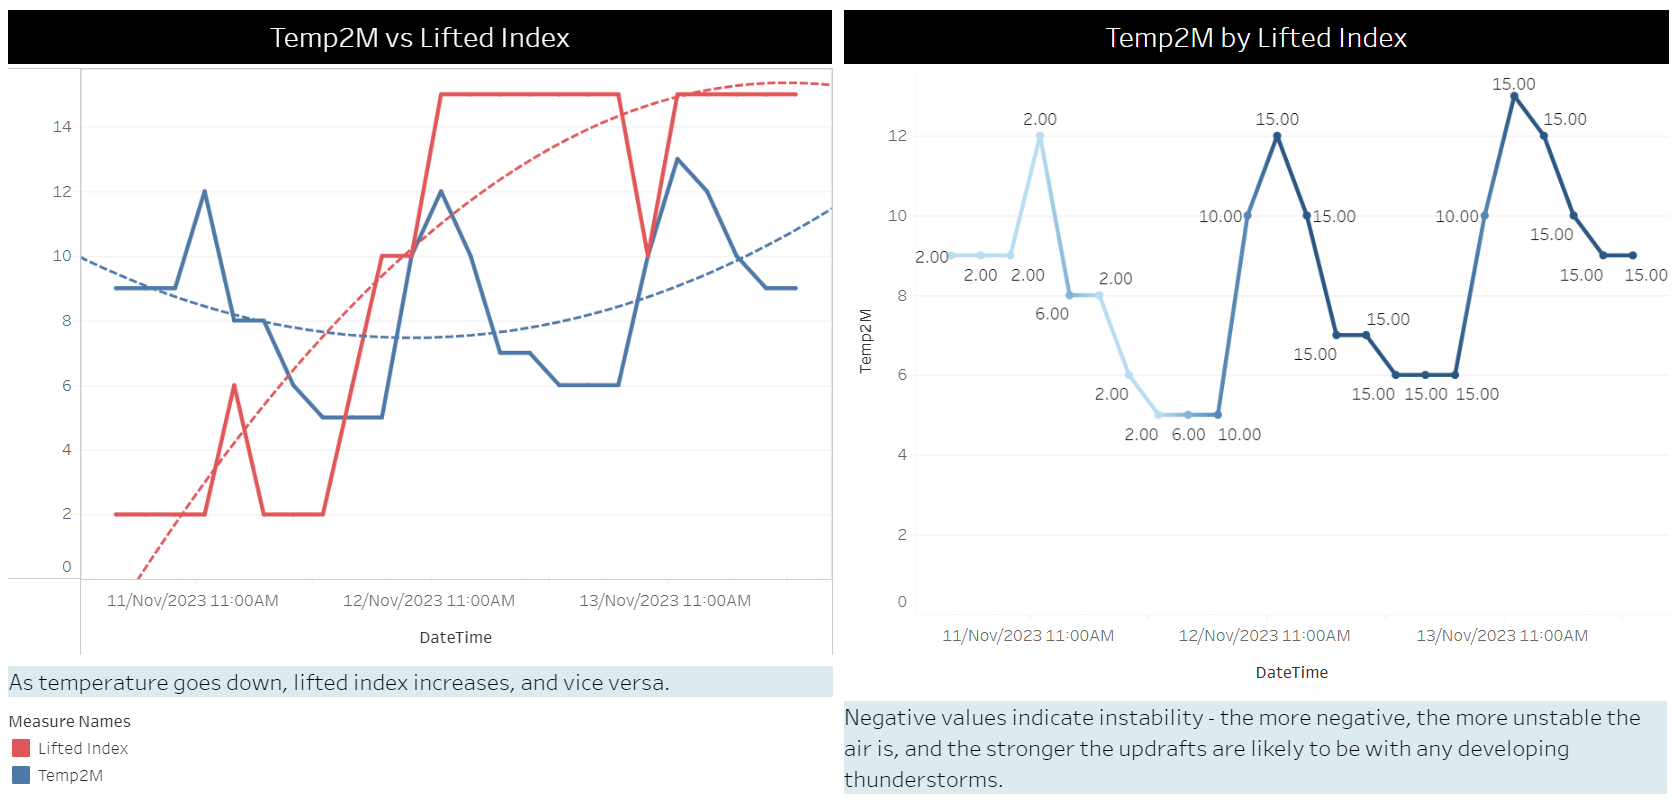 Temp2M vs Lifted Index
14
12
10
8
6
4
2
0
11/Nov/2023 11:00AM
12/Nov/2023 11:00AM
13/Nov/2023 11:00AM
DateTime
As temperature goes down, lifted index increases, and vice versa.
Measure Names
Lifted Index
Temp2M
Temp2M by Lifted Index
Temp2M
12
10
8
6
4
2
0
2.00
2.00
2.00
2.00
6.00
2.00
2.00
2.00
6.00
10.00
10.00
15.00
15.00
15.00
15.00
15.00
15.00
15.00
10.00
15.00
15.00
15.00
15.00
15.00
11/Nov/2023 11:00AM
12/Nov/2023 11:00AM
13/Nov/2023 11:00AM
DateTime
Negative values indicate instability - the more negative, the more unstable the
air is, and the stronger the updrafts are likely to be with any developing
thunderstorms.